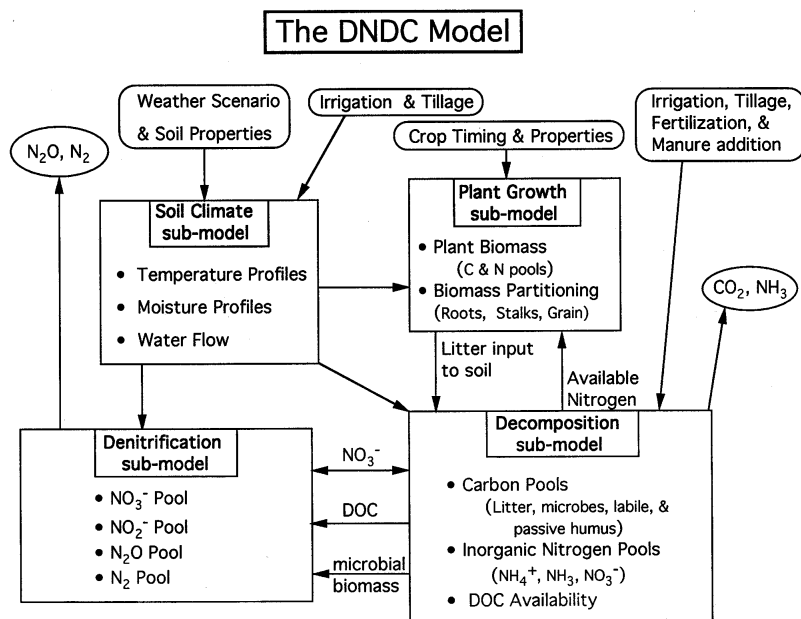 The DNDC Model
Weather Scenario
& Soil Properties
Irrigation & Tillage
Crop Timing & Properties
Irrigation, Tillage,
Fertilization, &
Manure addition
N₂O, N₂
Soil Climate
sub-model
• Temperature Profiles
• Moisture Profiles
• Water Flow
Plant Growth
sub-model
• Plant Biomass
(C & N pools)
• Biomass Partitioning
(Roots, Stalks, Grain)
CO₂, NH₃
Litter input
to soil
Available
Nitrogen
Denitrification
sub-model
• NO₃⁻ Pool
• NO₂⁻ Pool
• N₂O Pool
• N₂ Pool
NO₃⁻
DOC
microbial
biomass
Decomposition
sub-model
• Carbon Pools
(Litter, microbes, labile, &
passive humus)
• Inorganic Nitrogen Pools
(NH₄⁺, NH₃, NO₃⁻)
• DOC Availability